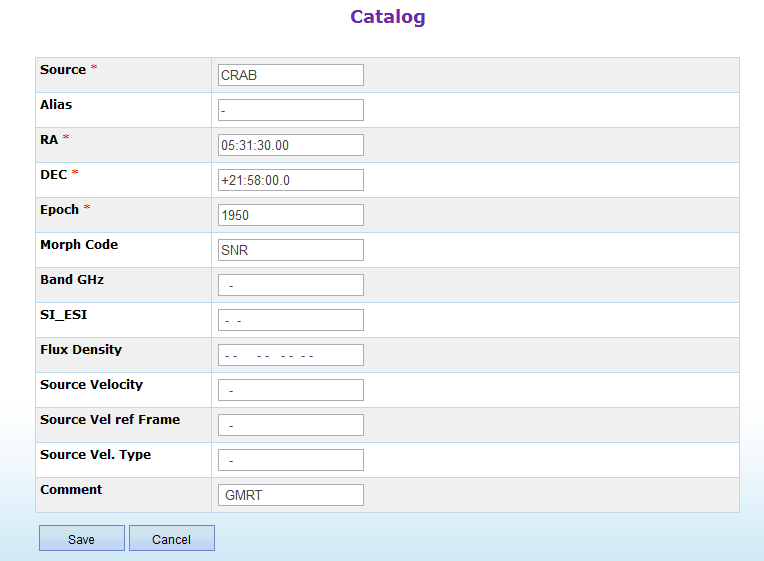 Catalog
Source * CRAB
Alias -
RA * 05:31:30.00
DEC * +21:58:00.0
Epoch * 1950
Morph Code SNR
Band GHz -
SI_ESI - -
Flux Density - - - - - - - -
Source Velocity -
Source Vel ref Frame -
Source Vel. Type -
Comment GMRT
Save Cancel